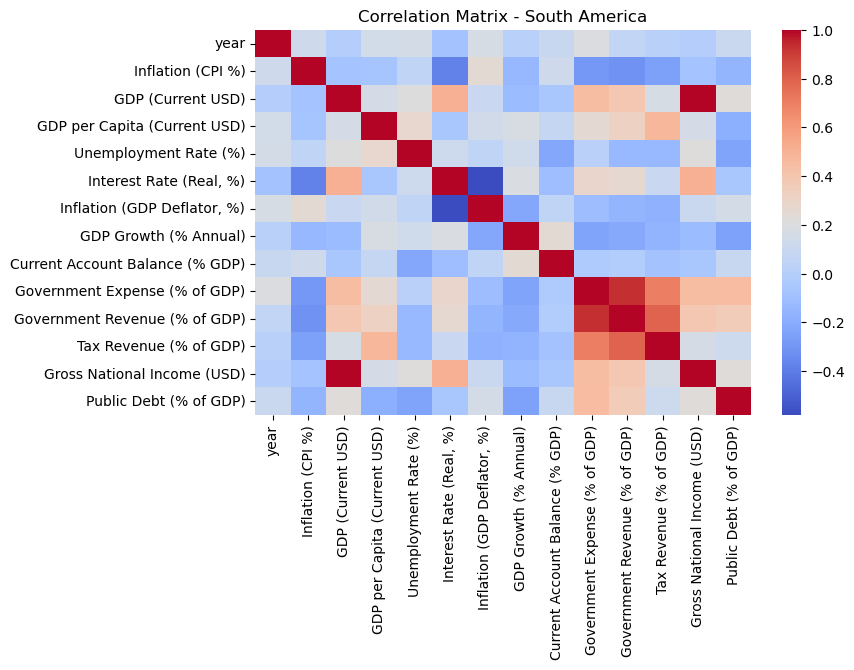 Correlation Matrix - South America
year
Inflation (CPI %)
GDP (Current USD)
GDP per Capita (Current USD)
Unemployment Rate (%)
Interest Rate (Real, %)
Inflation (GDP Deflator, %)
GDP Growth (% Annual)
Current Account Balance (% GDP)
Government Expense (% of GDP)
Government Revenue (% of GDP)
Tax Revenue (% of GDP)
Gross National Income (USD)
Public Debt (% of GDP)
year
Inflation (CPI %)
GDP (Current USD)
GDP per Capita (Current USD)
Unemployment Rate (%)
Interest Rate (Real, %)
Inflation (GDP Deflator, %)
GDP Growth (% Annual)
Current Account Balance (% GDP)
Government Expense (% of GDP)
Government Revenue (% of GDP)
Tax Revenue (% of GDP)
Gross National Income (USD)
Public Debt (% of GDP)
1.0
0.8
0.6
0.4
0.2
0.0
−0.2
−0.4